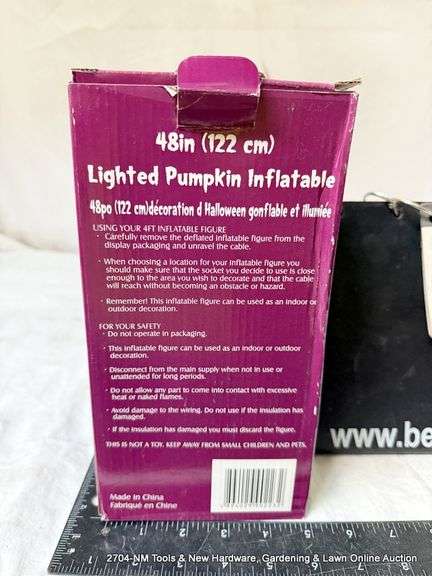 48in (122 cm)
Lighted Pumpkin Inflatable
48po (122 cm)décoration d Halloween gonflable et illumiée
USING YOUR 4FT INFLATABLE FIGURE
· Carefully remove the deflated inflatable figure from the
display packaging and unravel the cable.
· When choosing a location for your inflatable figure you
should make sure that the socket you decide to use is close
enough to the area you wish to decorate and that the cable
will reach without becoming an obstacle or hazard.
· Remember! This inflatable figure can be used as an indoor or
outdoor decoration.
FOR YOUR SAFETY
· Do not operate in packaging.
· This inflatable figure can be used as an indoor or outdoor
decoration.
· Disconnect from the main supply when not in use or
unattended for long periods.
· Do not allow any part to come into contact with excessive
heat or naked flames.
· Avoid damage to the wiring. Do not use if the insulation has
damaged.
· If the insulation has damaged you must discard the figure.
THIS IS NOT A TOY. KEEP AWAY FROM SMALL CHILDREN AND PETS.
Made in China
Fabriqué en Chine
www.be
2704-NM Tools & New Hardware, Gardening & Lawn Online Auction